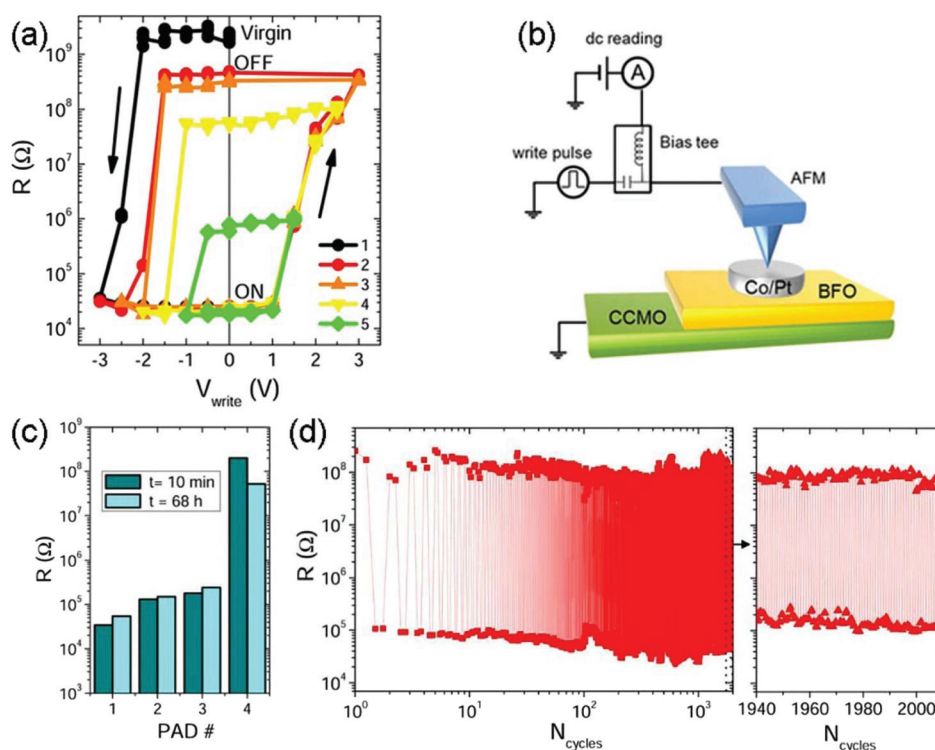 (a)
10⁹
10⁸
10⁷
10⁶
10⁵
10⁴
R (Ω)
Virgin
OFF
ON
1
2
3
4
5
-3 -2 -1 0 1 2 3
V_write (V)
(b)
dc reading
A
Bias tee
write pulse
AFM
Co/Pt
BFO
CCMO
(c)
10⁹
10⁸
10⁷
10⁶
10⁵
10⁴
10³
R (Ω)
t= 10 min
t = 68 h
1 2 3 4
PAD #
(d)
10⁸
10⁷
10⁶
10⁵
10⁴
R (Ω)
10⁰ 10¹ 10² 10³
N_cycles
1940 1960 1980 2000
N_cycles